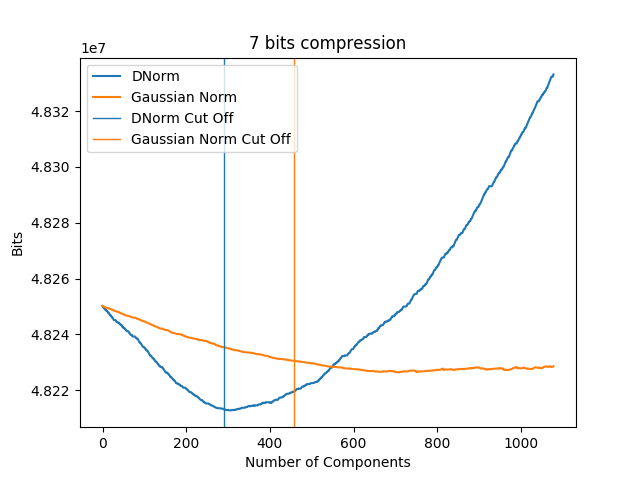 7 bits compression
1e7
DNorm
Gaussian Norm
DNorm Cut Off
Gaussian Norm Cut Off
4.832
4.830
4.828
4.826
4.824
4.822
Bits
0 200 400 600 800 1000
Number of Components